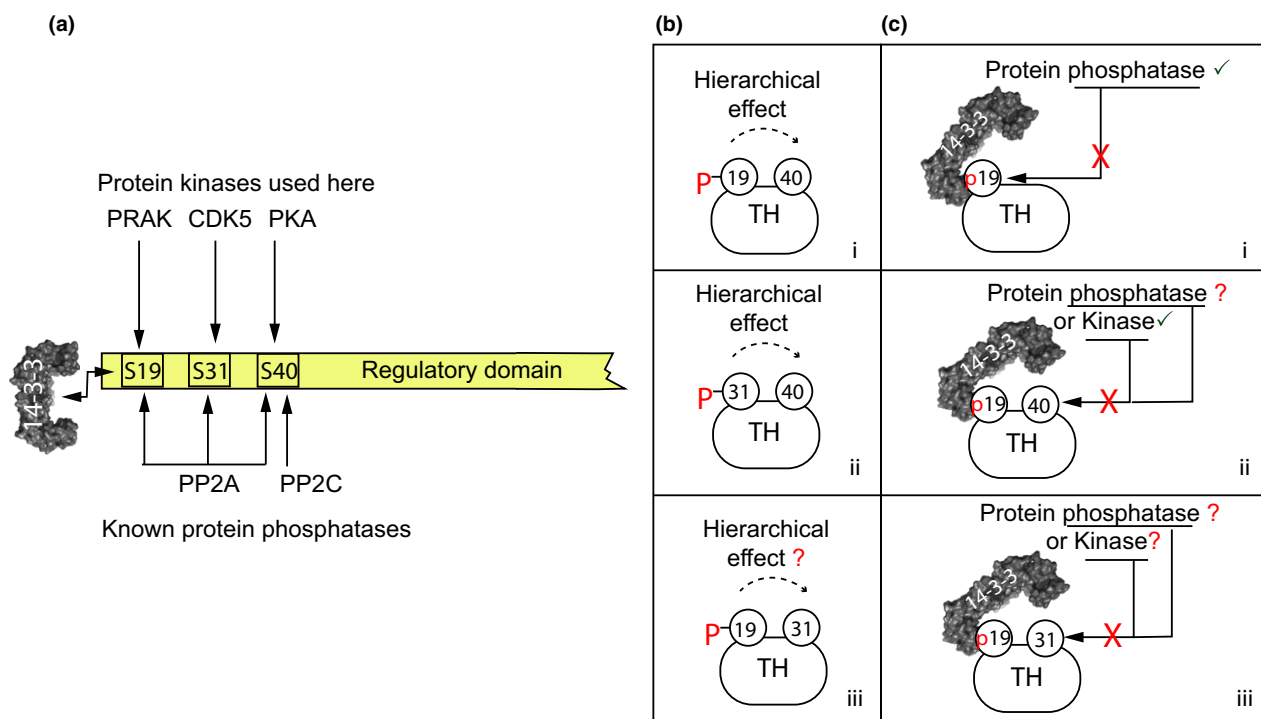 (a)
Protein kinases used here
PRAK CDK5 PKA
14-3-3
S19 S31 S40 Regulatory domain
PP2A PP2C
Known protein phosphatases
(b)
Hierarchical
effect
P 19 40
TH
i
Hierarchical
effect
P 31 40
TH
ii
Hierarchical
effect ?
P 19 31
TH
iii
(c)
Protein phosphatase ✓
14-3-3
X
p19
TH
i
Protein phosphatase ?
or Kinase ✓
14-3-3
p19 40 X
TH
ii
Protein phosphatase ?
or Kinase?
14-3-3
p19 31 X
TH
iii